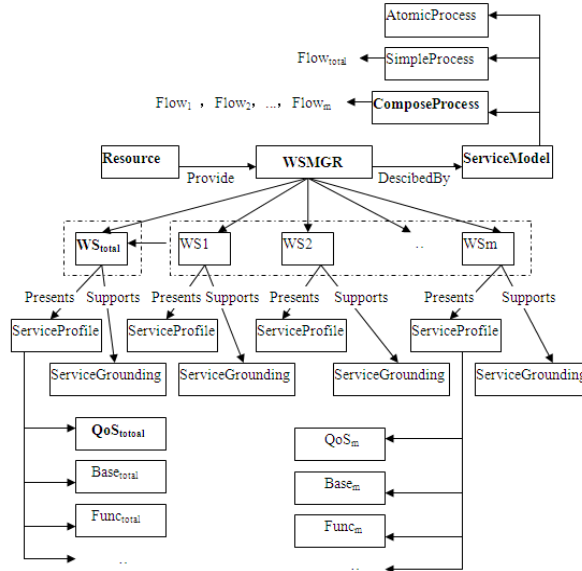 AtomicProcess
Flowtotal SimpleProcess
Flow1 , Flow2, ..., Flowm ComposeProcess
Resource WSMGR ServiceModel
Provide DescibedBy
WStotal WS1 WS2 .. WSm
Presents Supports Presents Supports Presents Supports Presents Supports
ServiceProfile ServiceProfile ServiceProfile ServiceProfile
ServiceGrounding ServiceGrounding ServiceGrounding ServiceGrounding
QoStotoal QoSm
Basetotal Basem
Functotal Funcm
.. ..